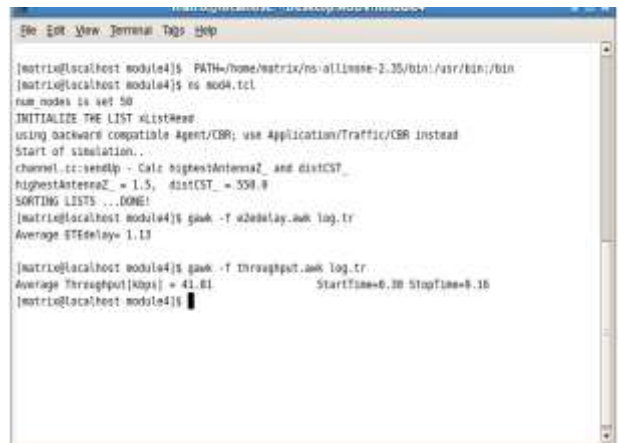 File Edit View Terminal Tabs Help
[matrix@localhost module4]$ PATH=/home/matrix/ns-allinone-2.35/bin:/usr/bin:/bin
[matrix@localhost module4]$ ns mod4.tcl
num_nodes is set 50
INITIALIZE THE LIST xListHead
using backward compatible Agent/CBR; use Application/Traffic/CBR instead
Start of simulation..
channel.cc:sendUp - Calc highestAntennaZ_ and distCST_
highestAntennaZ_ = 1.5, distCST_ = 550.0
SORTING LISTS ...DONE!
[matrix@localhost module4]$ gawk -f e2edelay.awk log.tr
Average ETEdelay= 1.13
[matrix@localhost module4]$ gawk -f throughput.awk log.tr
Average Throughput[kbps] = 41.81 StartTime=0.30 StopTime=9.16
[matrix@localhost module4]$